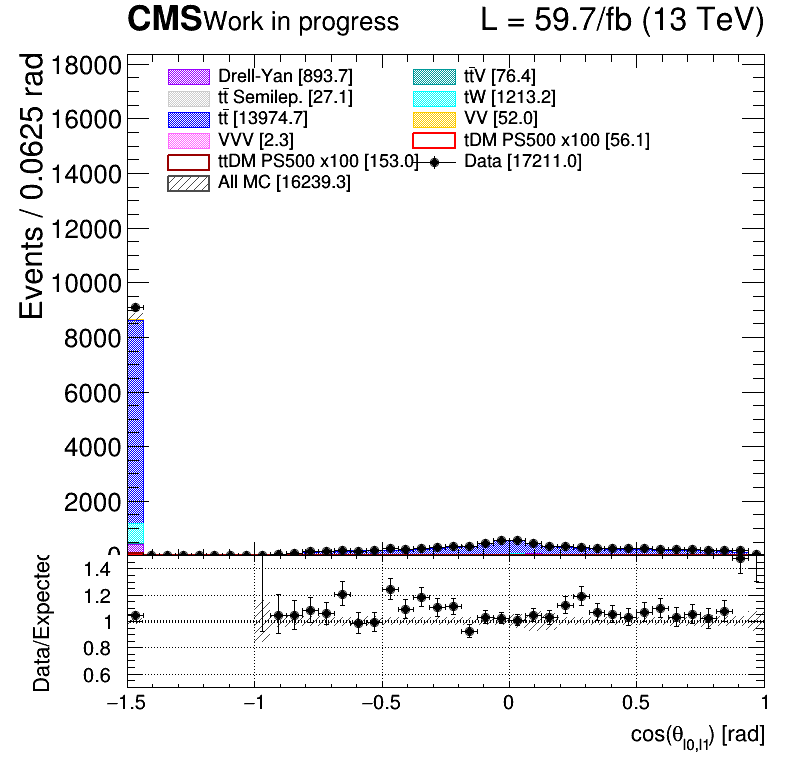 CMS Work in progress L = 59.7/fb (13 TeV)
Events / 0.0625 rad
18000
16000
14000
12000
10000
8000
6000
4000
2000
0
Drell-Yan [893.7]
tt̄ Semilep. [27.1]
tt̄ [13974.7]
VVV [2.3]
ttDM PS500 x100 [153.0]
All MC [16239.3]
tt̄V [76.4]
tW [1213.2]
VV [52.0]
tDM PS500 x100 [56.1]
Data [17211.0]
Data/Expected
1.4
1.2
1
0.8
0.6
−1.5 −1 −0.5 0 0.5 1
cos(θ_{l0,l1}) [rad]